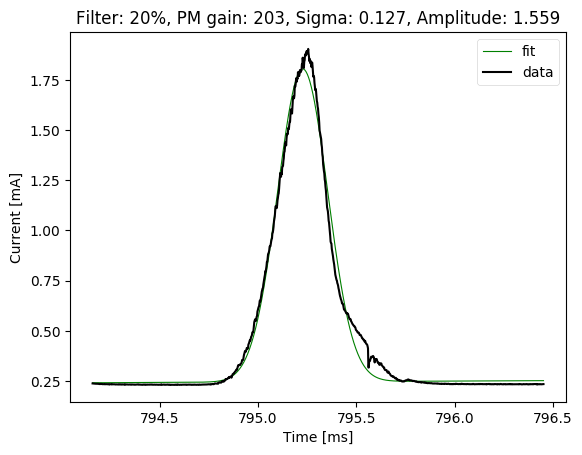 Filter: 20%, PM gain: 203, Sigma: 0.127, Amplitude: 1.559
fit
data
1.75
1.50
1.25
1.00
0.75
0.50
0.25
Current [mA]
794.5 795.0 795.5 796.0 796.5
Time [ms]